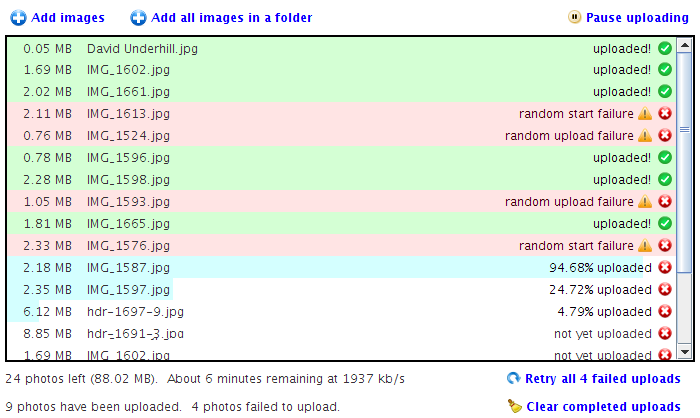 Add images Add all images in a folder Pause uploading
0.05 MB David Underhill.jpg uploaded!
1.69 MB IMG_1602.jpg uploaded!
2.02 MB IMG_1661.jpg uploaded!
2.11 MB IMG_1613.jpg random start failure
0.76 MB IMG_1524.jpg random upload failure
0.78 MB IMG_1596.jpg uploaded!
2.28 MB IMG_1598.jpg uploaded!
1.05 MB IMG_1593.jpg random upload failure
1.81 MB IMG_1665.jpg uploaded!
2.33 MB IMG_1576.jpg random start failure
2.18 MB IMG_1587.jpg 94.68% uploaded
2.35 MB IMG_1597.jpg 24.72% uploaded
6.12 MB hdr-1697-9.jpg 4.79% uploaded
8.85 MB hdr-1691-3.jpg not yet uploaded
1.69 MB IMG_1602.jpg not yet uploaded
24 photos left (88.02 MB). About 6 minutes remaining at 1937 kb/s Retry all 4 failed uploads
9 photos have been uploaded. 4 photos failed to upload. Clear completed uploads